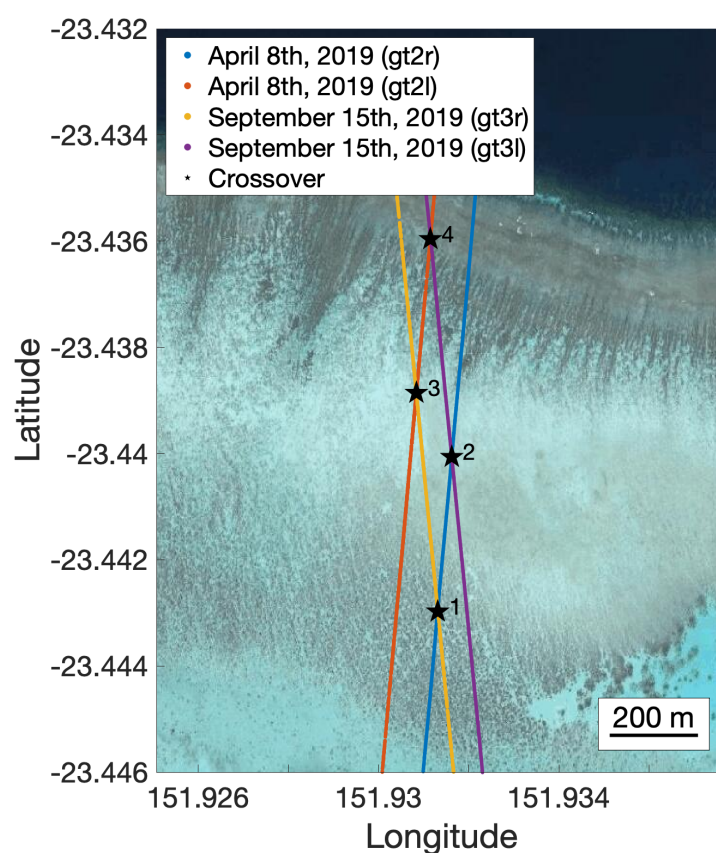 -23.432
April 8th, 2019 (gt2r)
April 8th, 2019 (gt2l)
September 15th, 2019 (gt3r)
September 15th, 2019 (gt3l)
Crossover
-23.434
-23.436
-23.438
-23.44
-23.442
-23.444
-23.446
4
3
2
1
200 m
151.926
151.93
151.934
Latitude
Longitude